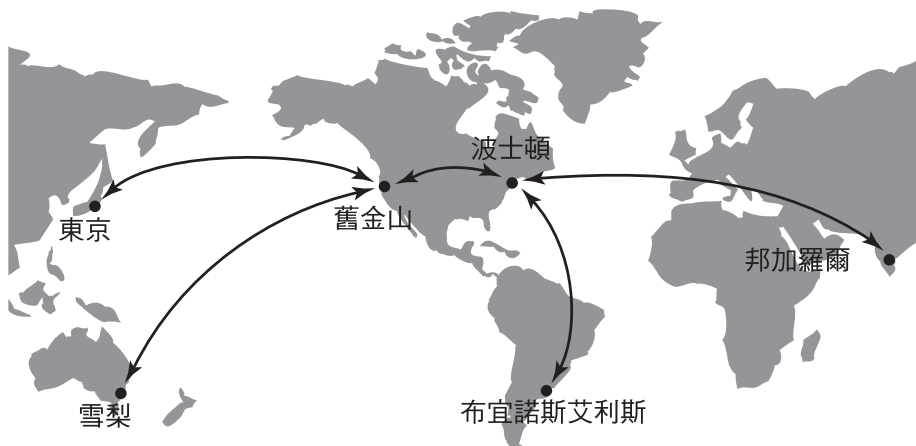 波士頓
東京
舊金山
邦加羅爾
雪梨
布宜諾斯艾利斯